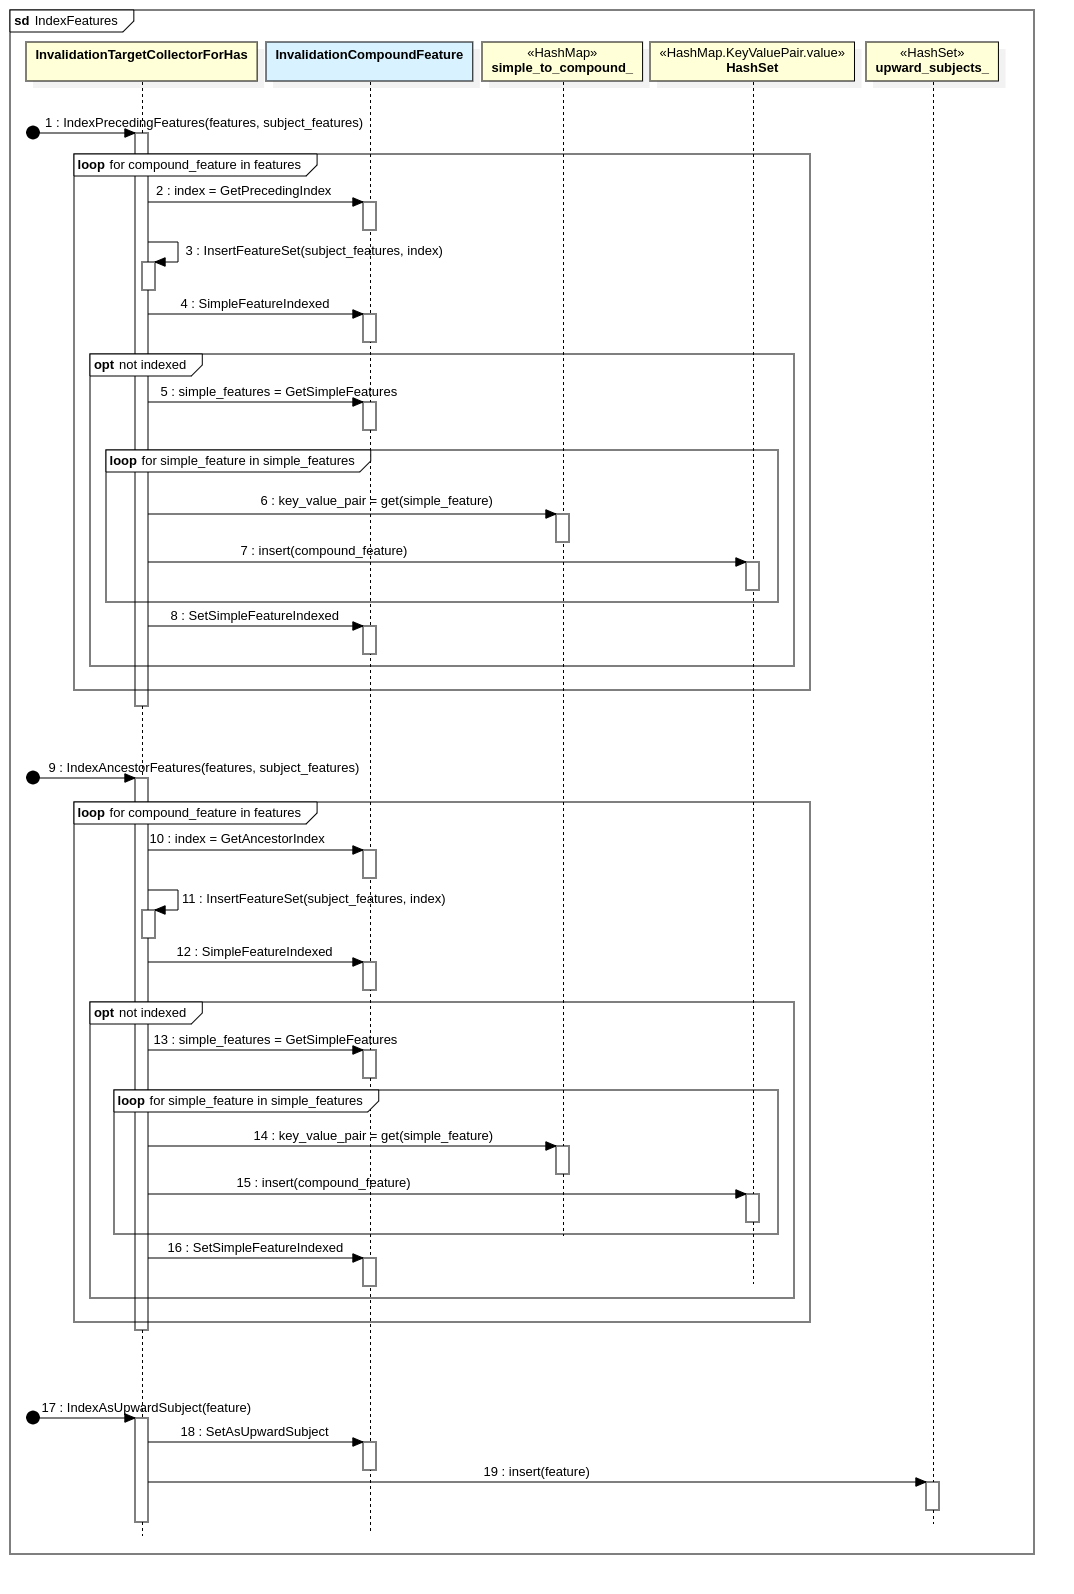 sd IndexFeatures
InvalidationTargetCollectorForHas
InvalidationCompoundFeature
«HashMap»
simple_to_compound_
«HashMap.KeyValuePair.value»
HashSet
«HashSet»
upward_subjects_
1 : IndexPrecedingFeatures(features, subject_features)
loop for compound_feature in features
2 : index = GetPrecedingIndex
3 : InsertFeatureSet(subject_features, index)
4 : SimpleFeatureIndexed
opt not indexed
5 : simple_features = GetSimpleFeatures
loop for simple_feature in simple_features
6 : key_value_pair = get(simple_feature)
7 : insert(compound_feature)
8 : SetSimpleFeatureIndexed
9 : IndexAncestorFeatures(features, subject_features)
loop for compound_feature in features
10 : index = GetAncestorIndex
11 : InsertFeatureSet(subject_features, index)
12 : SimpleFeatureIndexed
opt not indexed
13 : simple_features = GetSimpleFeatures
loop for simple_feature in simple_features
14 : key_value_pair = get(simple_feature)
15 : insert(compound_feature)
16 : SetSimpleFeatureIndexed
17 : IndexAsUpwardSubject(feature)
18 : SetAsUpwardSubject
19 : insert(feature)